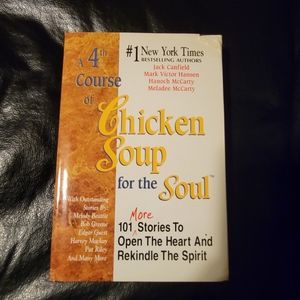 A 4th
Course
of
#1 New York Times
BESTSELLING AUTHORS
Jack Canfield
Mark Victor Hansen
Hanoch McCarty
Meladee McCarty
Chicken
Soup
for the Soul™
With Outstanding
Stories By:
Melody Beattie
Bob Greene
Edgar Guest
Harvey Mackay
Pat Riley
And Many More
More
101 Stories To
Open The Heart And
Rekindle The Spirit